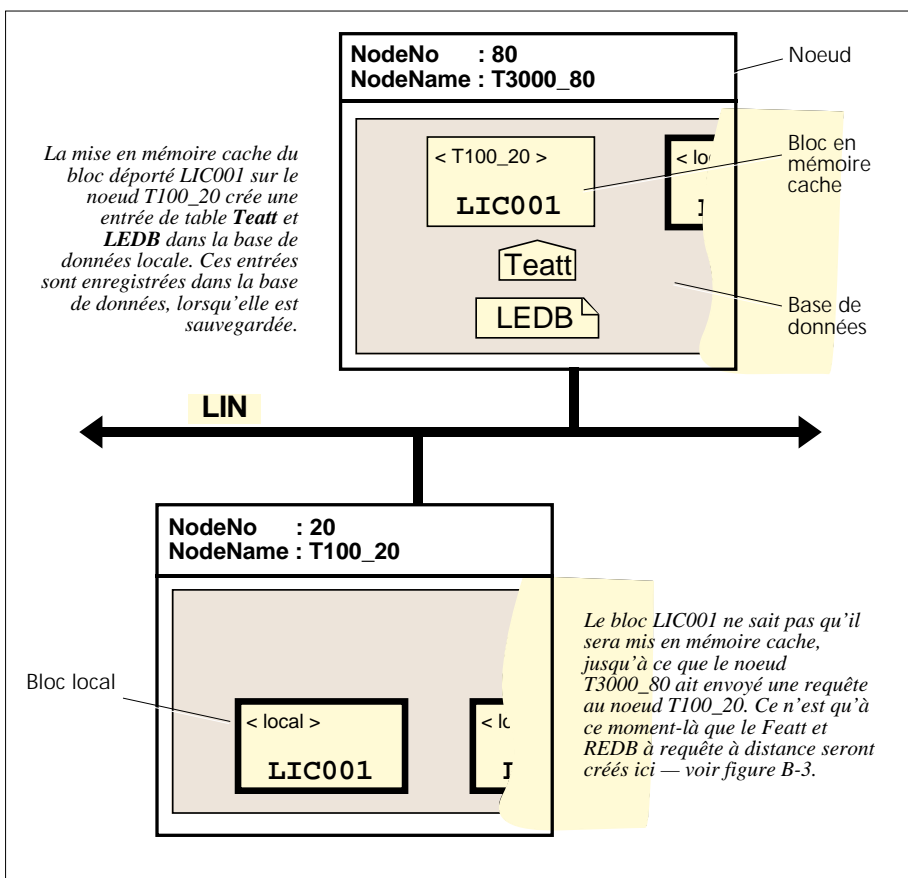 NodeNo : 80
NodeName : T3000_80
Noeud
La mise en mémoire cache du
bloc déporté LIC001 sur le
noeud T100_20 crée une
entrée de table Teatt et
LEDB dans la base de
données locale. Ces entrées
sont enregistrées dans la base
de données, lorsqu'elle est
sauvegardée.
< T100_20 >
LIC001
Bloc en
mémoire
cache
Teatt
LEDB
Base de
données
LIN
NodeNo : 20
NodeName : T100_20
Bloc local
< local >
LIC001
Le bloc LIC001 ne sait pas qu'il
sera mis en mémoire cache,
jusqu'à ce que le noeud
T3000_80 ait envoyé une requête
au noeud T100_20. Ce n'est qu'à
ce moment-là que le Featt et
REDB à requête à distance seront
créés ici — voir figure B-3.